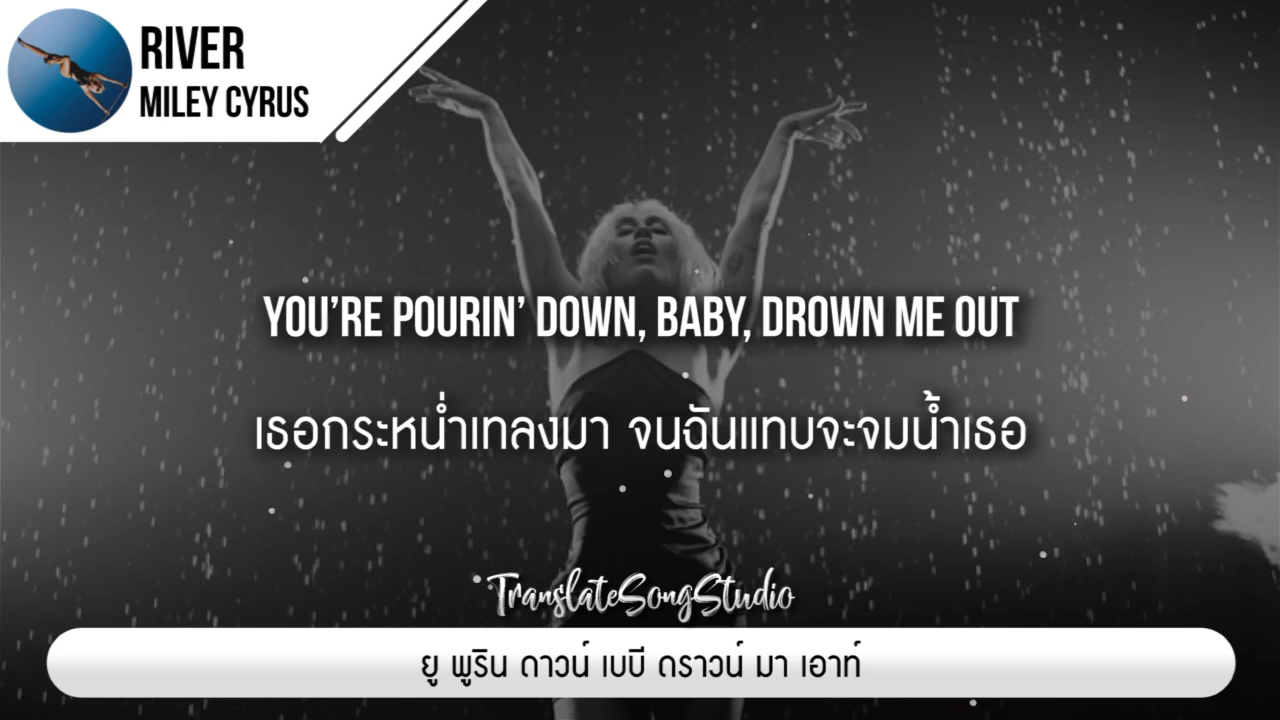 RIVER
MILEY CYRUS
YOU'RE POURIN' DOWN, BABY, DROWN ME OUT
เธอกระหน่ำเทลงมา จนฉันแทบจะจมน้ำเธอ
TranslateSongStudio
ยู พูริน ดาวน์ เบบี ดราวน์ มา เอาท์